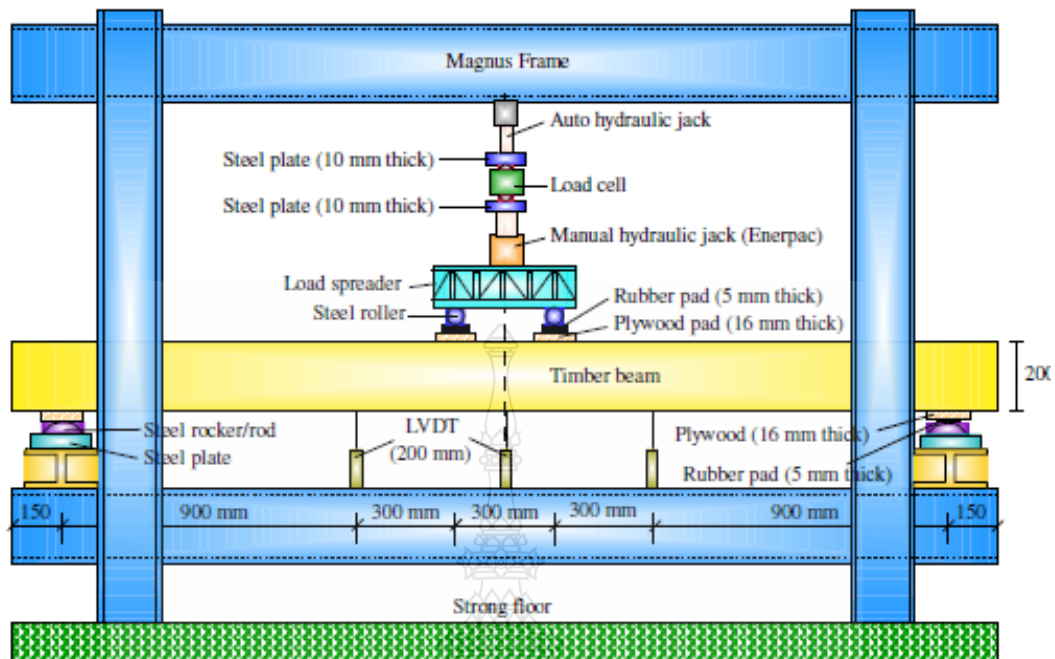 Magnus Frame
Auto hydraulic jack
Steel plate (10 mm thick)
Load cell
Steel plate (10 mm thick)
Manual hydraulic jack (Enerpac)
Load spreader
Rubber pad (5 mm thick)
Steel roller
Plywood pad (16 mm thick)
Timber beam
200
Steel rocker/rod
LVDT
(200 mm)
Plywood (16 mm thick)
Steel plate
Rubber pad (5 mm thick)
150
900 mm
300 mm
300 mm
300 mm
900 mm
150
Strong floor